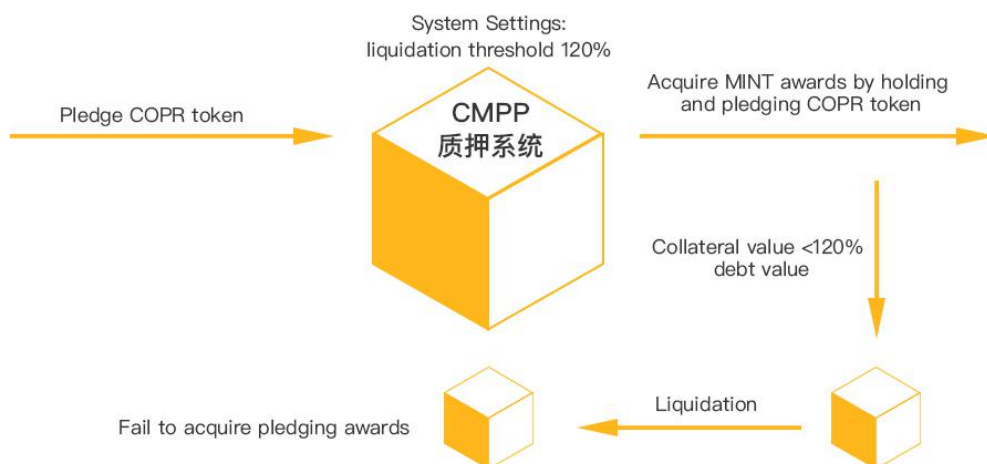 System Settings:
liquidation threshold 120%
Pledge COPR token
CMPP
质押系统
Acquire MINT awards by holding
and pledging COPR token
Collateral value <120%
debt value
Liquidation
Fail to acquire pledging awards